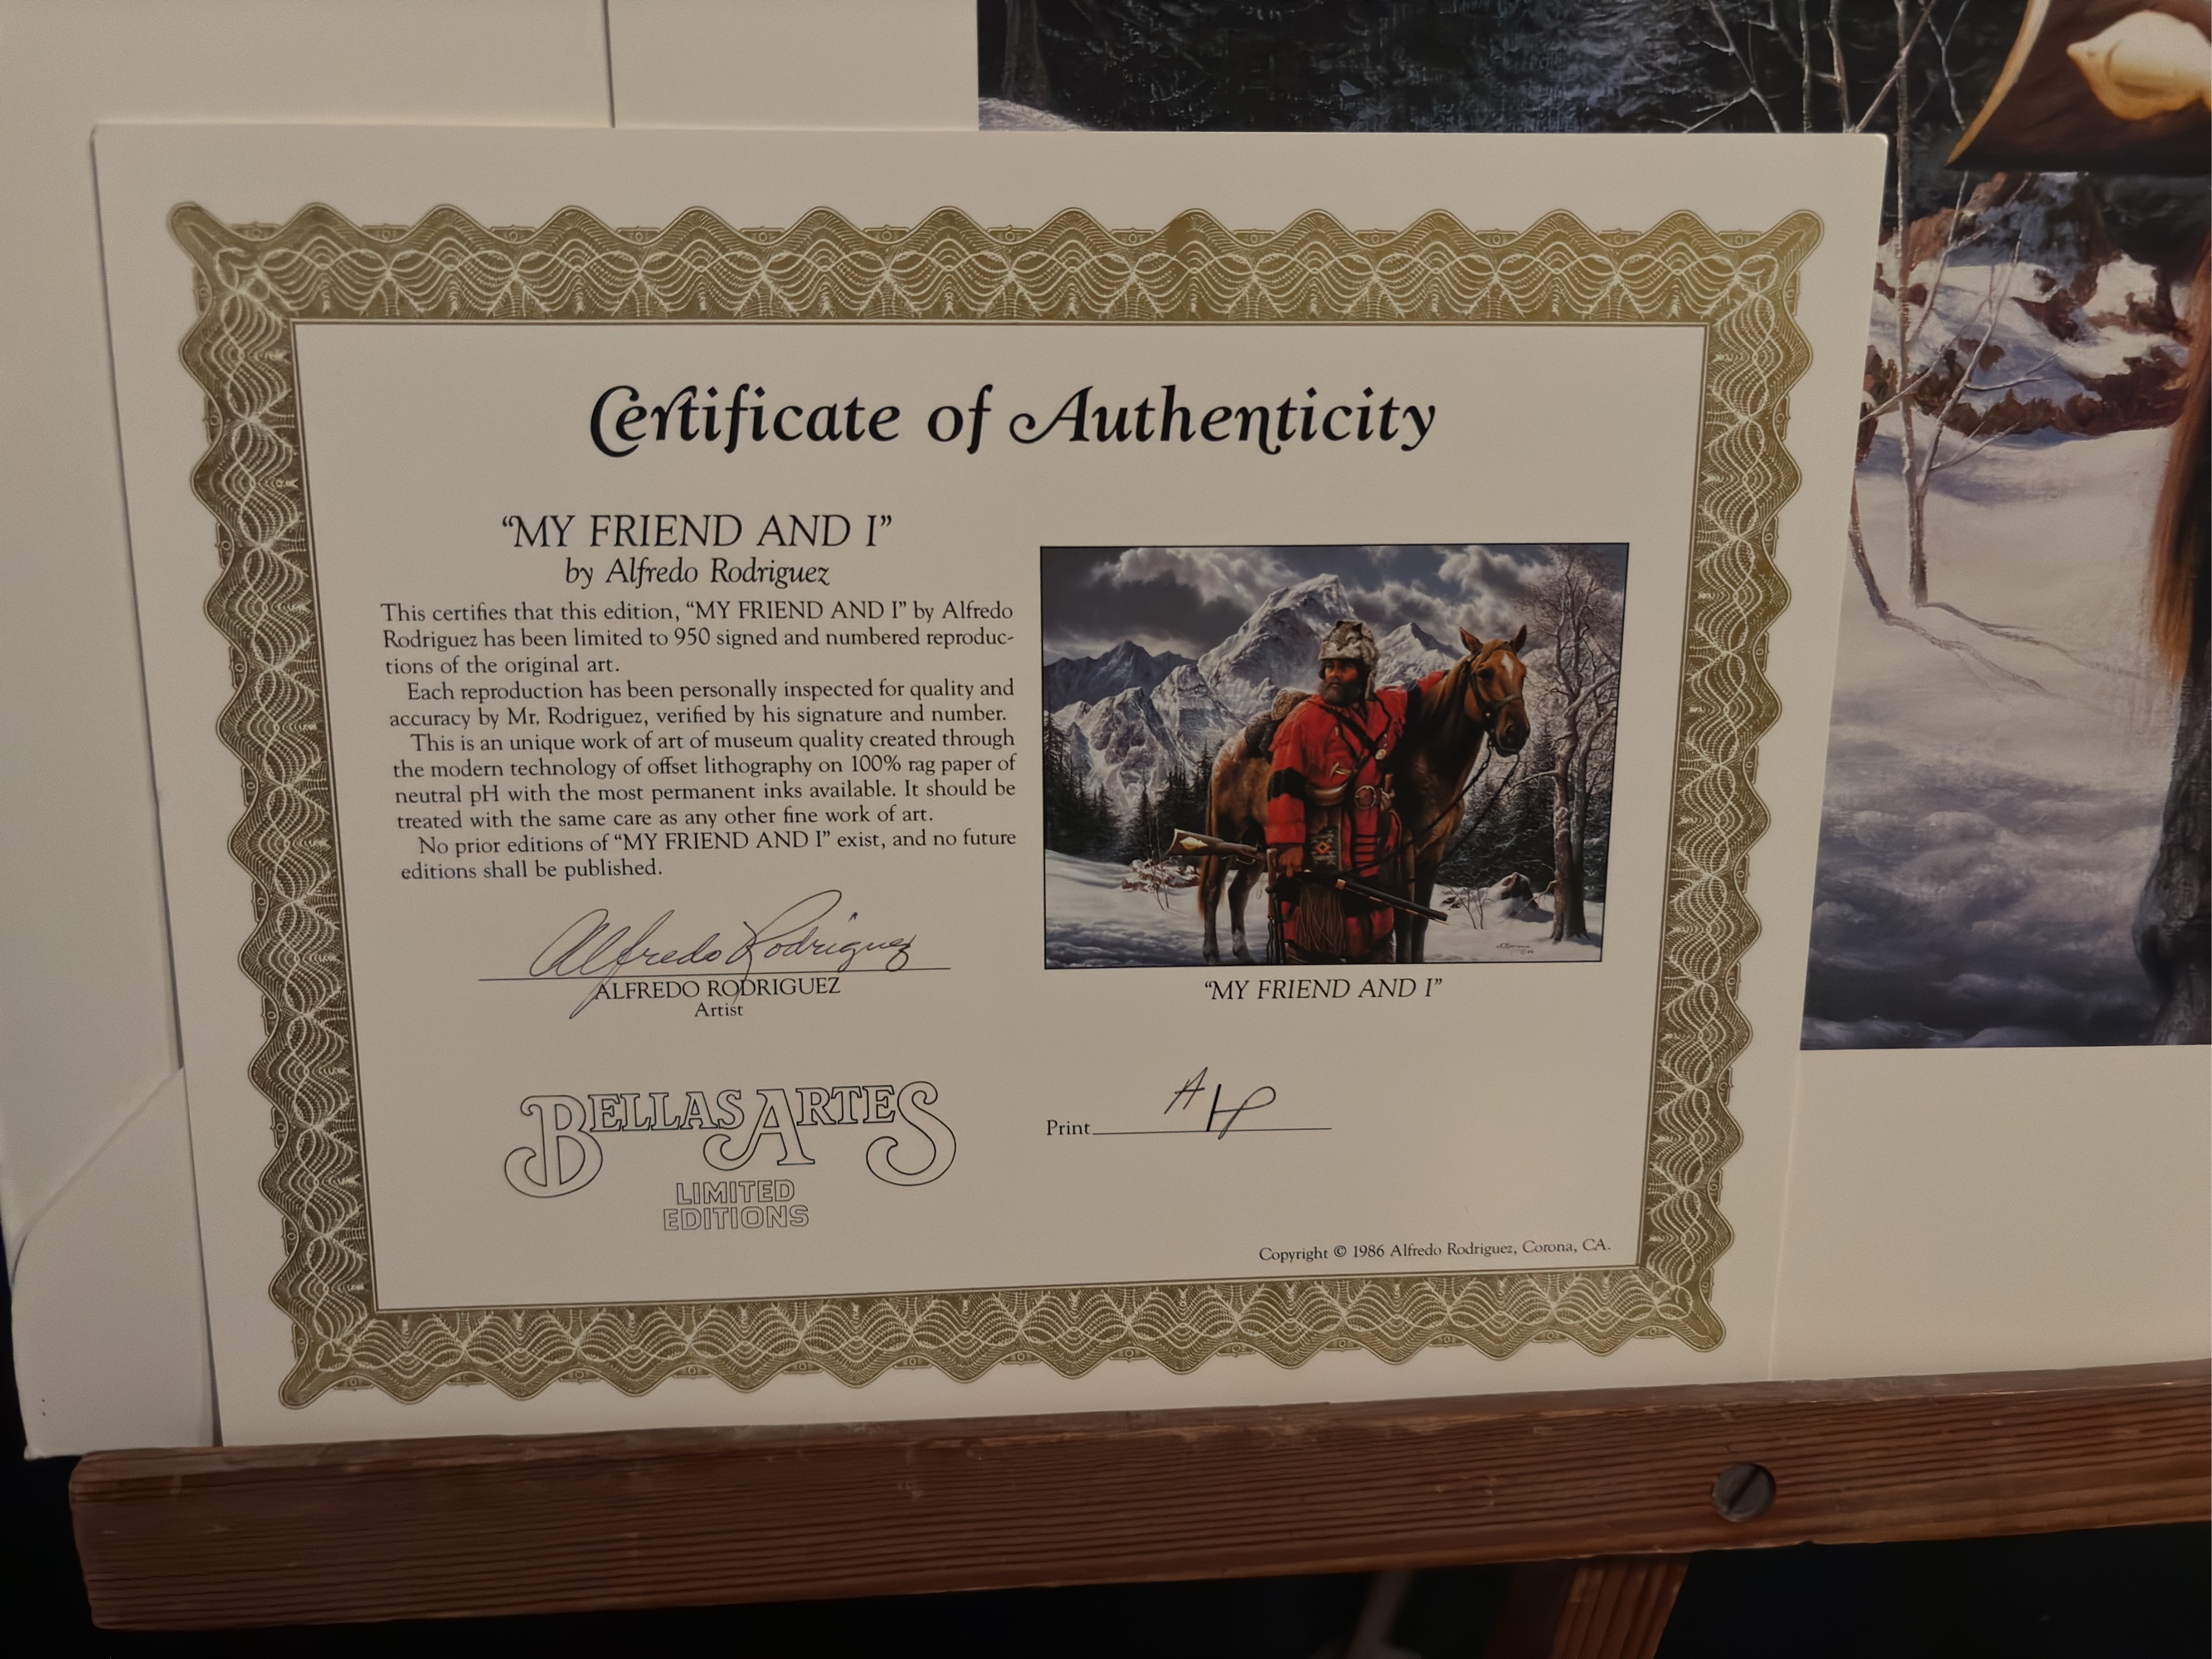 Certificate of Authenticity
“MY FRIEND AND I”
by Alfredo Rodriguez
This certifies that this edition, “MY FRIEND AND I” by Alfredo
Rodriguez has been limited to 950 signed and numbered reproduc-
tions of the original art.
Each reproduction has been personally inspected for quality and
accuracy by Mr. Rodriguez, verified by his signature and number.
This is an unique work of art of museum quality created through
the modern technology of offset lithography on 100% rag paper of
neutral pH with the most permanent inks available. It should be
treated with the same care as any other fine work of art.
No prior editions of “MY FRIEND AND I” exist, and no future
editions shall be published.
Alfredo Rodriguez
ALFREDO RODRIGUEZ
Artist
BELLAS ARTES
LIMITED
EDITIONS
“MY FRIEND AND I”
Print A/P
Copyright © 1986 Alfredo Rodriguez, Corona, CA.